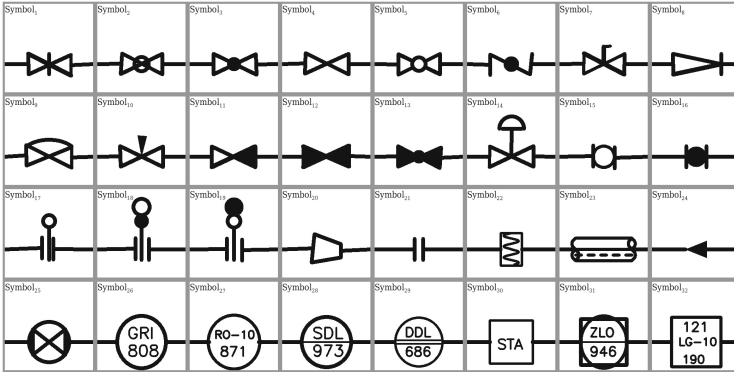 Symbol1 Symbol2 Symbol3 Symbol4 Symbol5 Symbol6 Symbol7 Symbol8
Symbol9 Symbol10 Symbol11 Symbol12 Symbol13 Symbol14 Symbol15 Symbol16
Symbol17 Symbol18 Symbol19 Symbol20 Symbol21 Symbol22 Symbol23 Symbol24
Symbol25 Symbol26 Symbol27 Symbol28 Symbol29 Symbol30 Symbol31 Symbol32
GRI
808
RO-10
871
SDL
973
DDL
686
STA
ZLO
946
121
LG-10
190